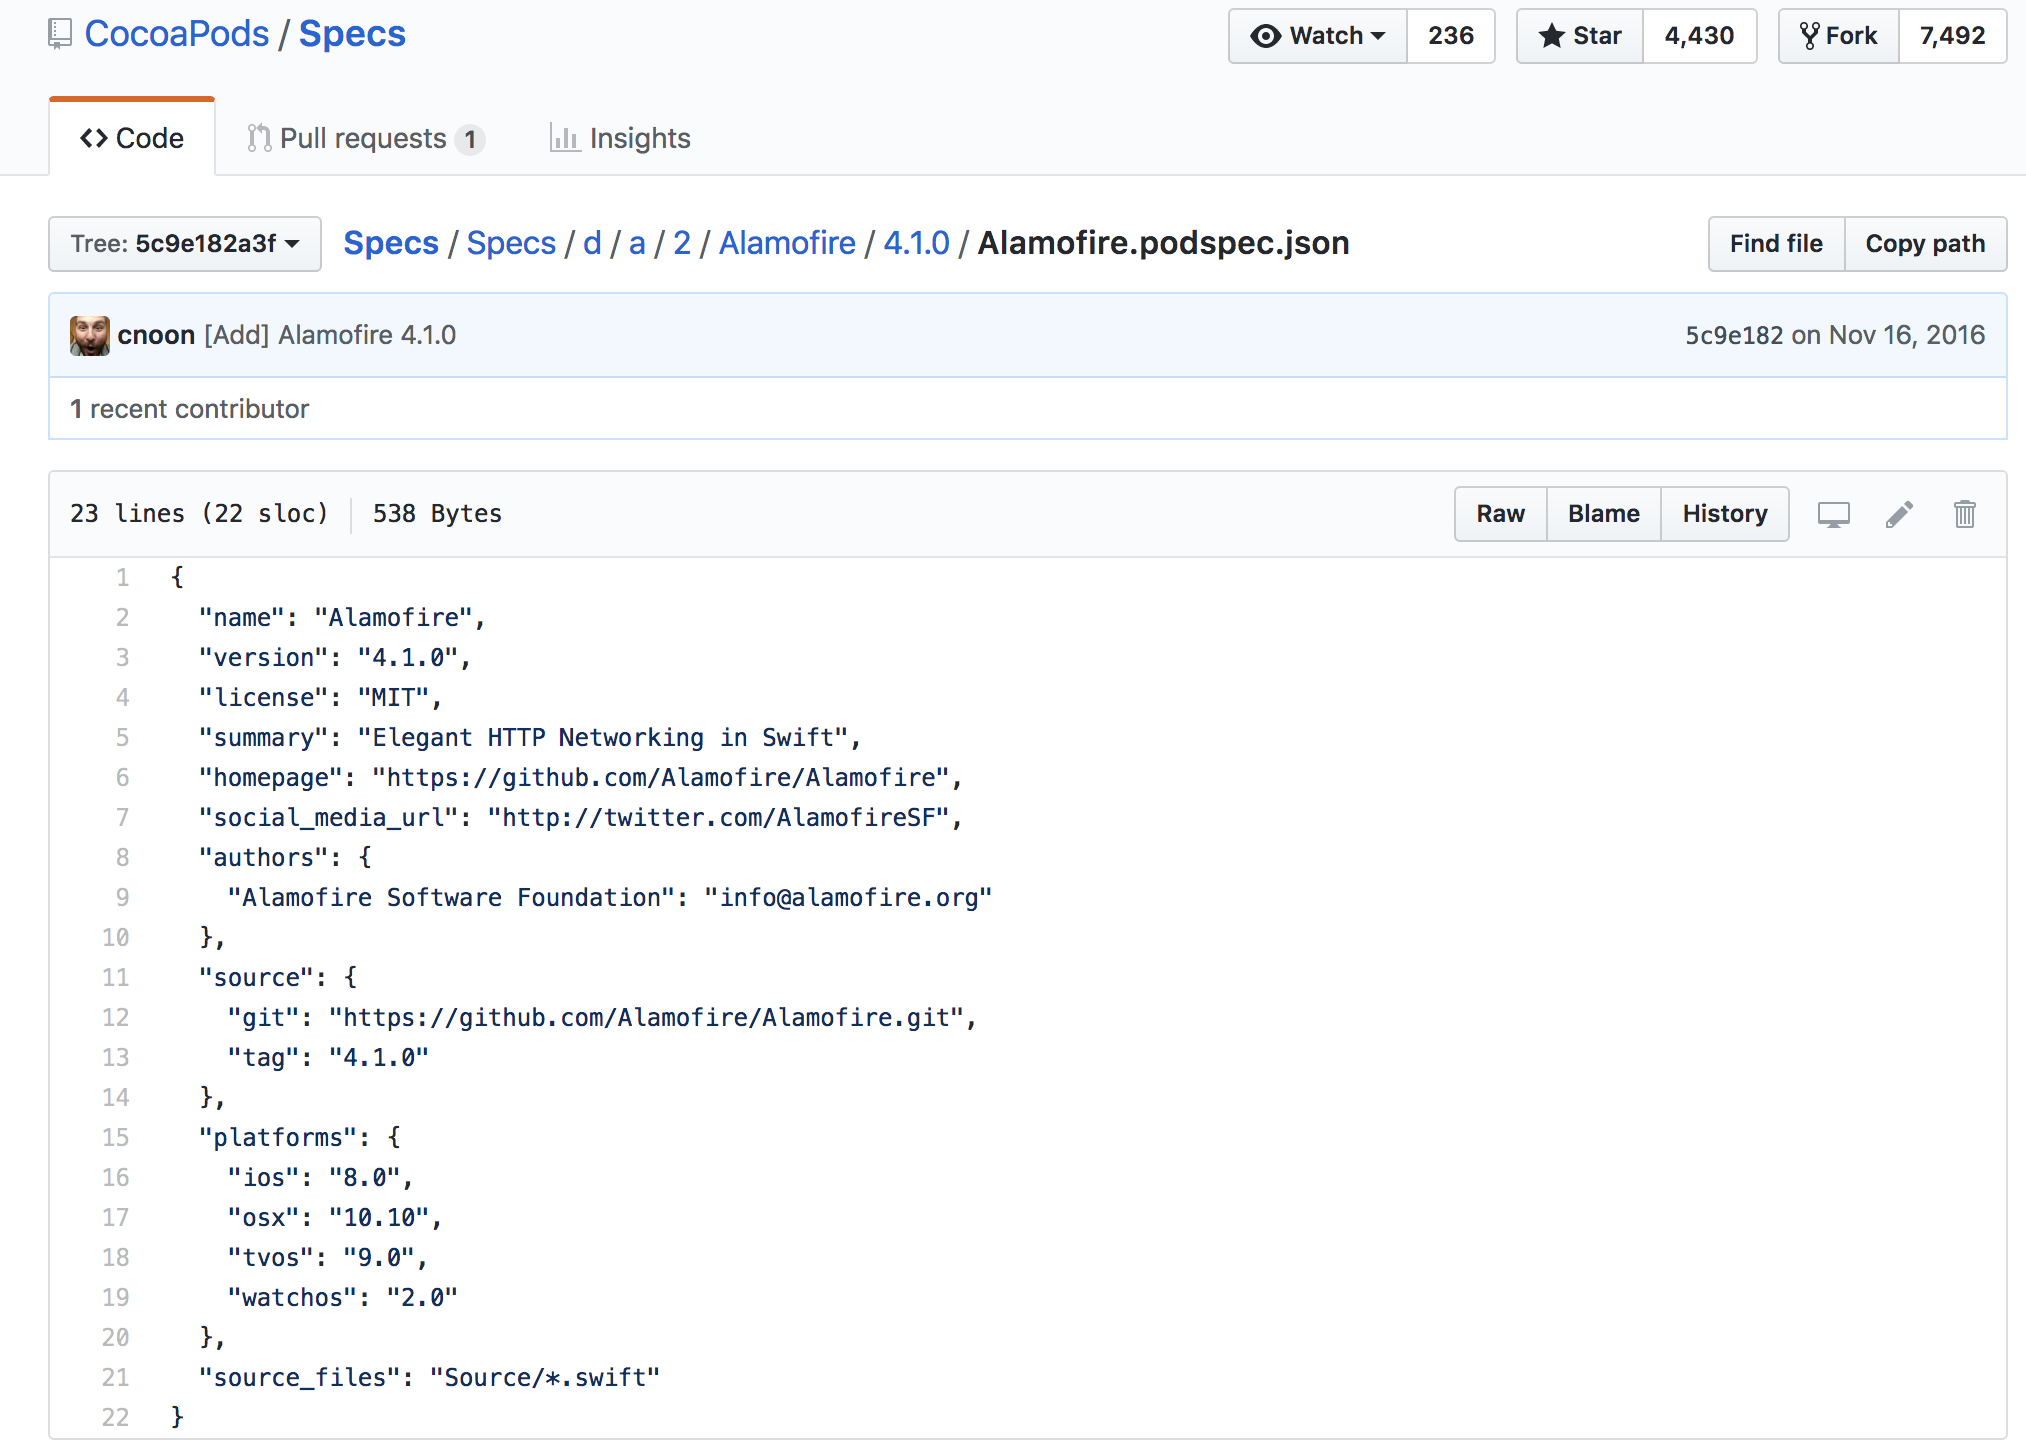 CocoaPods / Specs
Watch 236 Star 4,430 Fork 7,492
Code Pull requests 1 Insights
Tree: 5c9e182a3f Specs / Specs / d / a / 2 / Alamofire / 4.1.0 / Alamofire.podspec.json Find file Copy path
cnoon [Add] Alamofire 4.1.0 5c9e182 on Nov 16, 2016
1 recent contributor
23 lines (22 sloc) 538 Bytes Raw Blame History
1 {
2   "name": "Alamofire",
3   "version": "4.1.0",
4   "license": "MIT",
5   "summary": "Elegant HTTP Networking in Swift",
6   "homepage": "https://github.com/Alamofire/Alamofire",
7   "social_media_url": "http://twitter.com/AlamofireSF",
8   "authors": {
9     "Alamofire Software Foundation": "info@alamofire.org"
10   },
11   "source": {
12     "git": "https://github.com/Alamofire/Alamofire.git",
13     "tag": "4.1.0"
14   },
15   "platforms": {
16     "ios": "8.0",
17     "osx": "10.10",
18     "tvos": "9.0",
19     "watchos": "2.0"
20   },
21   "source_files": "Source/*.swift"
22 }